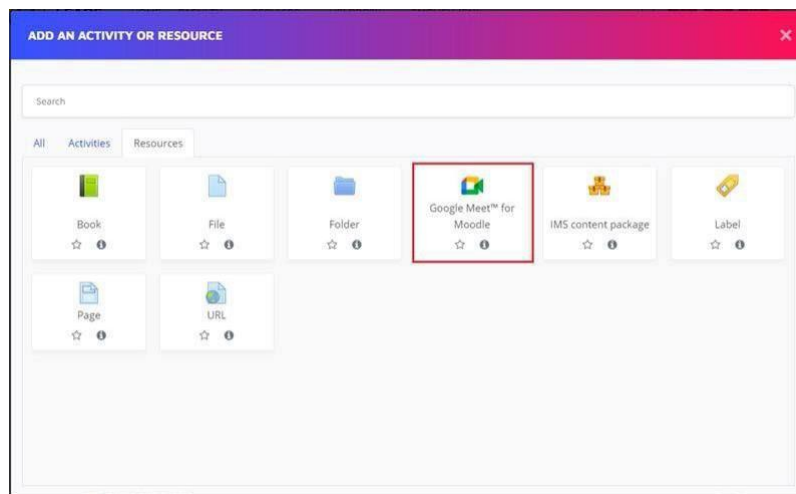 ADD AN ACTIVITY OR RESOURCE
Search
All Activities Resources
Book
File
Folder
Google Meet™ for
Moodle
IMS content package
Label
Page
URL